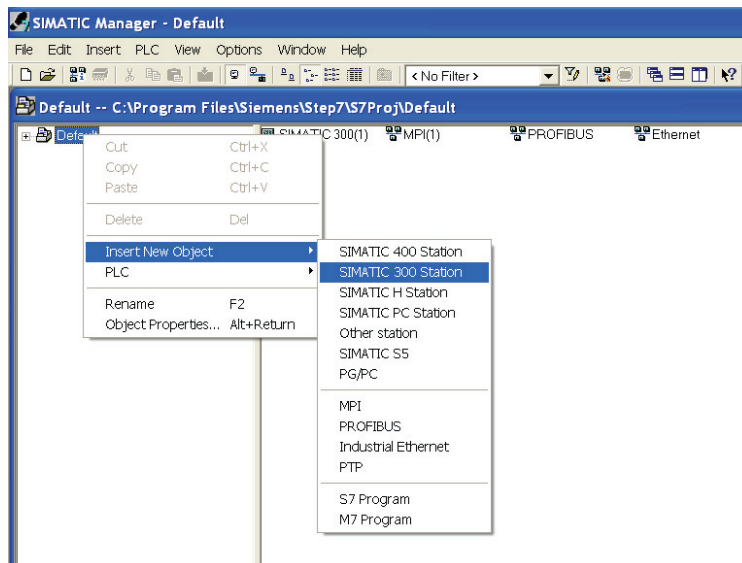 SIMATIC Manager - Default
File Edit Insert PLC View Options Window Help
< No Filter >
Default -- C:\Program Files\Siemens\Step7\S7Proj\Default
Default SIMATIC 300(1) MPI(1) PROFIBUS Ethernet
Cut Ctrl+X
Copy Ctrl+C
Paste Ctrl+V
Delete Del
Insert New Object
PLC
Rename F2
Object Properties... Alt+Return
SIMATIC 400 Station
SIMATIC 300 Station
SIMATIC H Station
SIMATIC PC Station
Other station
SIMATIC S5
PG/PC
MPI
PROFIBUS
Industrial Ethernet
PTP
S7 Program
M7 Program